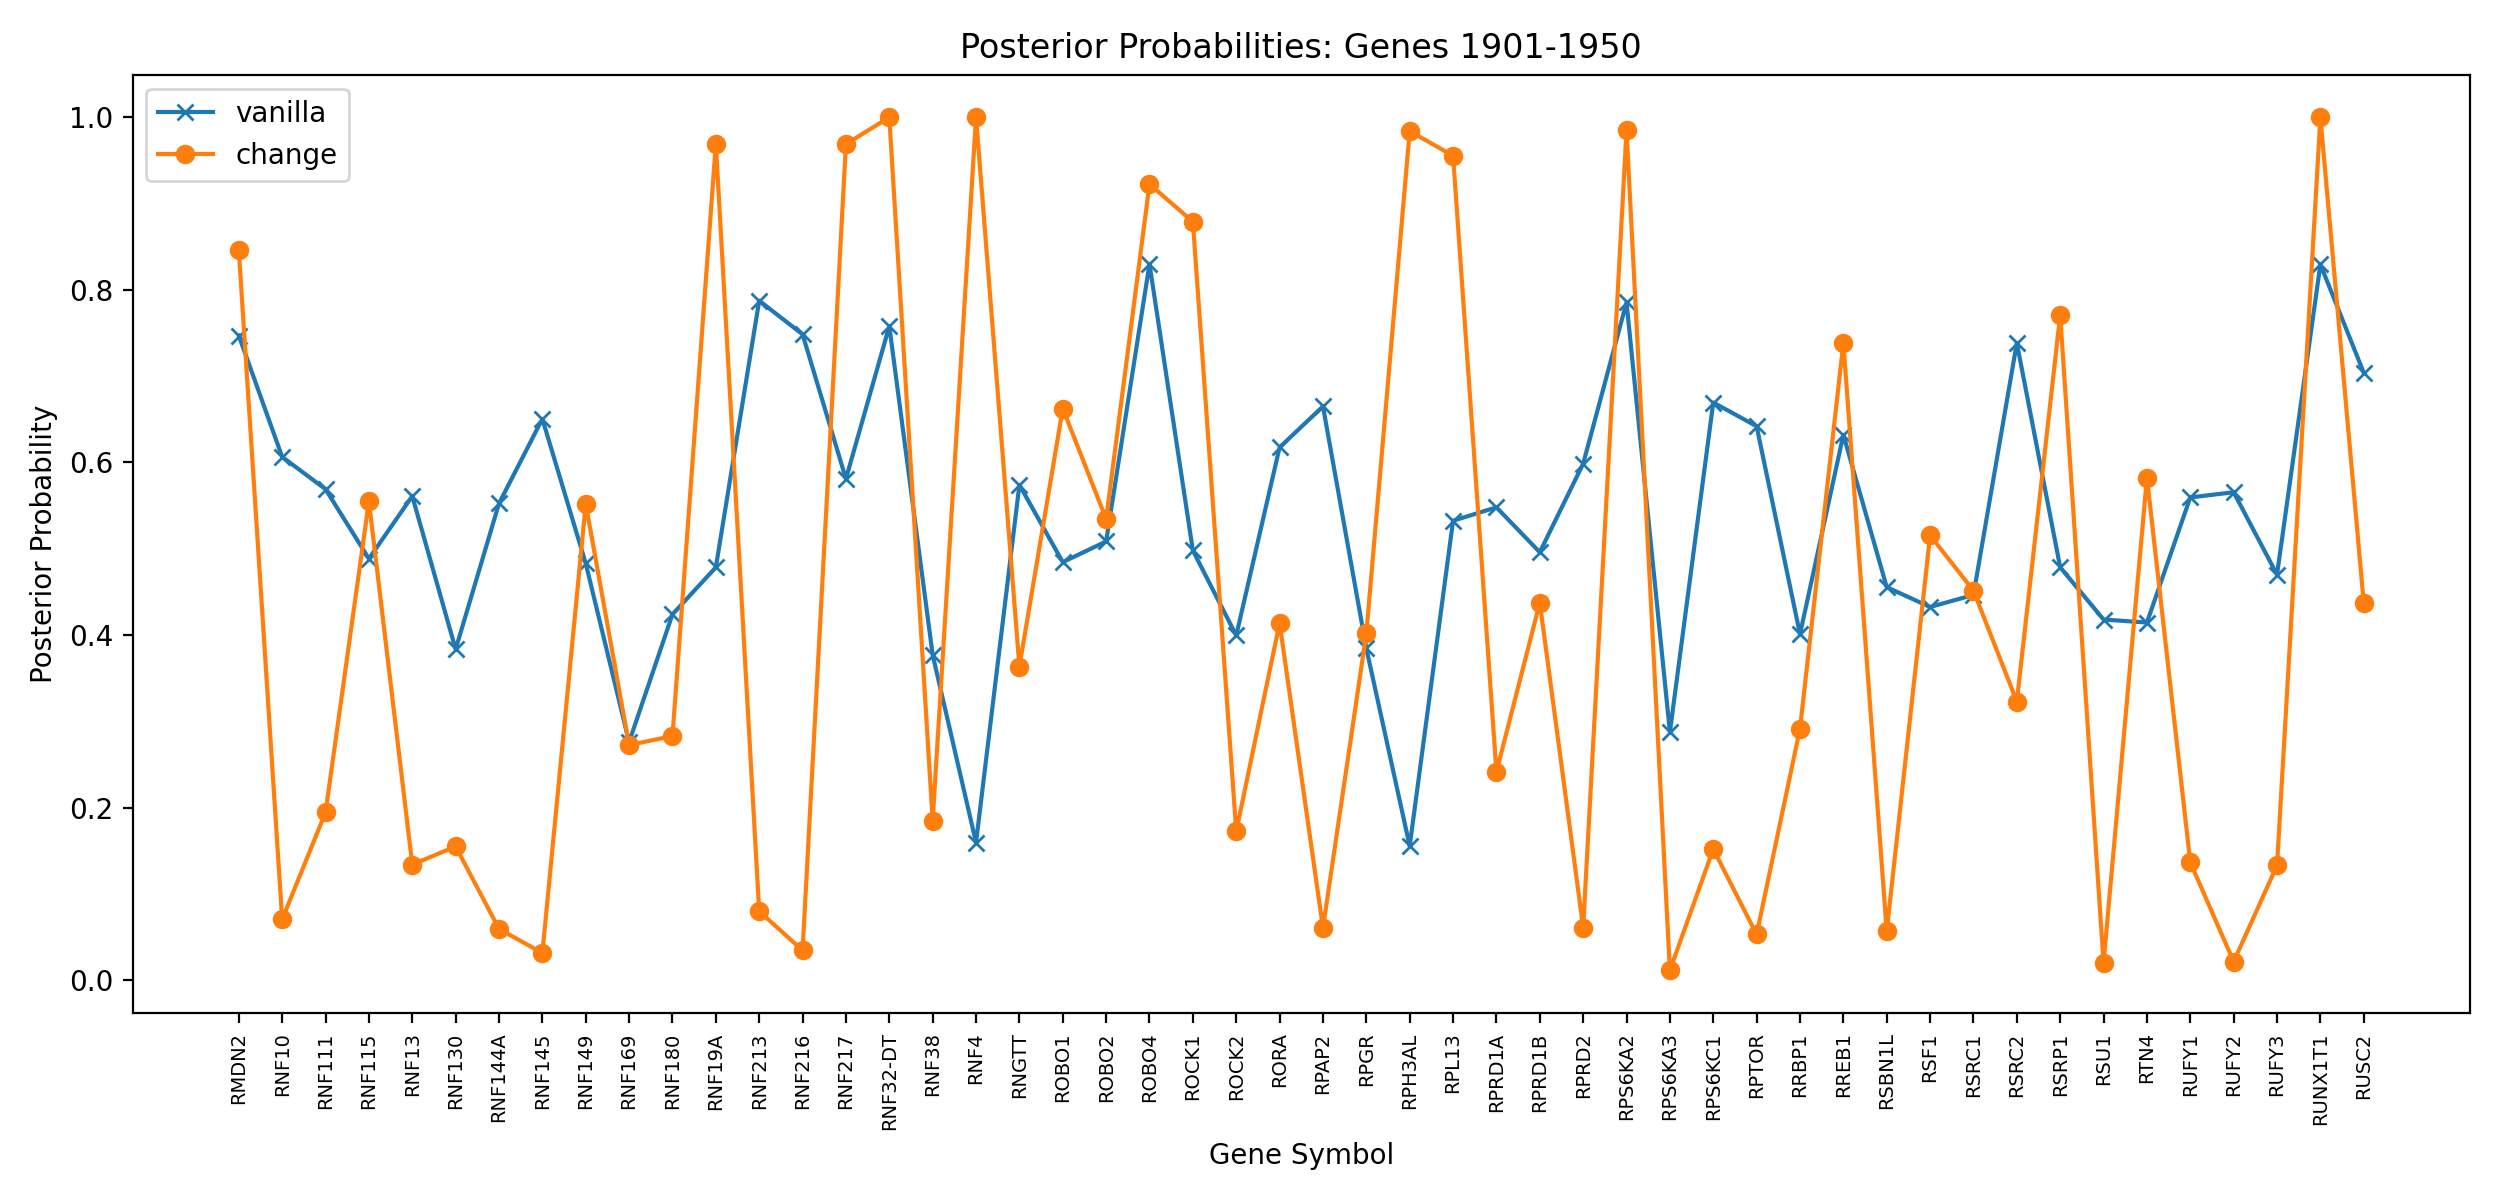 Posterior Probabilities: Genes 1901-1950
vanilla
change
Posterior Probability
1.0
0.8
0.6
0.4
0.2
0.0
RMDN2
RNF10
RNF111
RNF115
RNF13
RNF130
RNF144A
RNF145
RNF149
RNF169
RNF180
RNF19A
RNF213
RNF216
RNF217
RNF32-DT
RNF38
RNF4
RNGTT
ROBO1
ROBO2
ROBO4
ROCK1
ROCK2
RORA
RPAP2
RPGR
RPH3AL
RPL13
RPRD1A
RPRD1B
RPRD2
RPS6KA2
RPS6KA3
RPS6KC1
RPTOR
RRBP1
RREB1
RSBN1L
RSF1
RSRC1
RSRC2
RSRP1
RSU1
RTN4
RUFY1
RUFY2
RUFY3
RUNX1T1
RUSC2
Gene Symbol